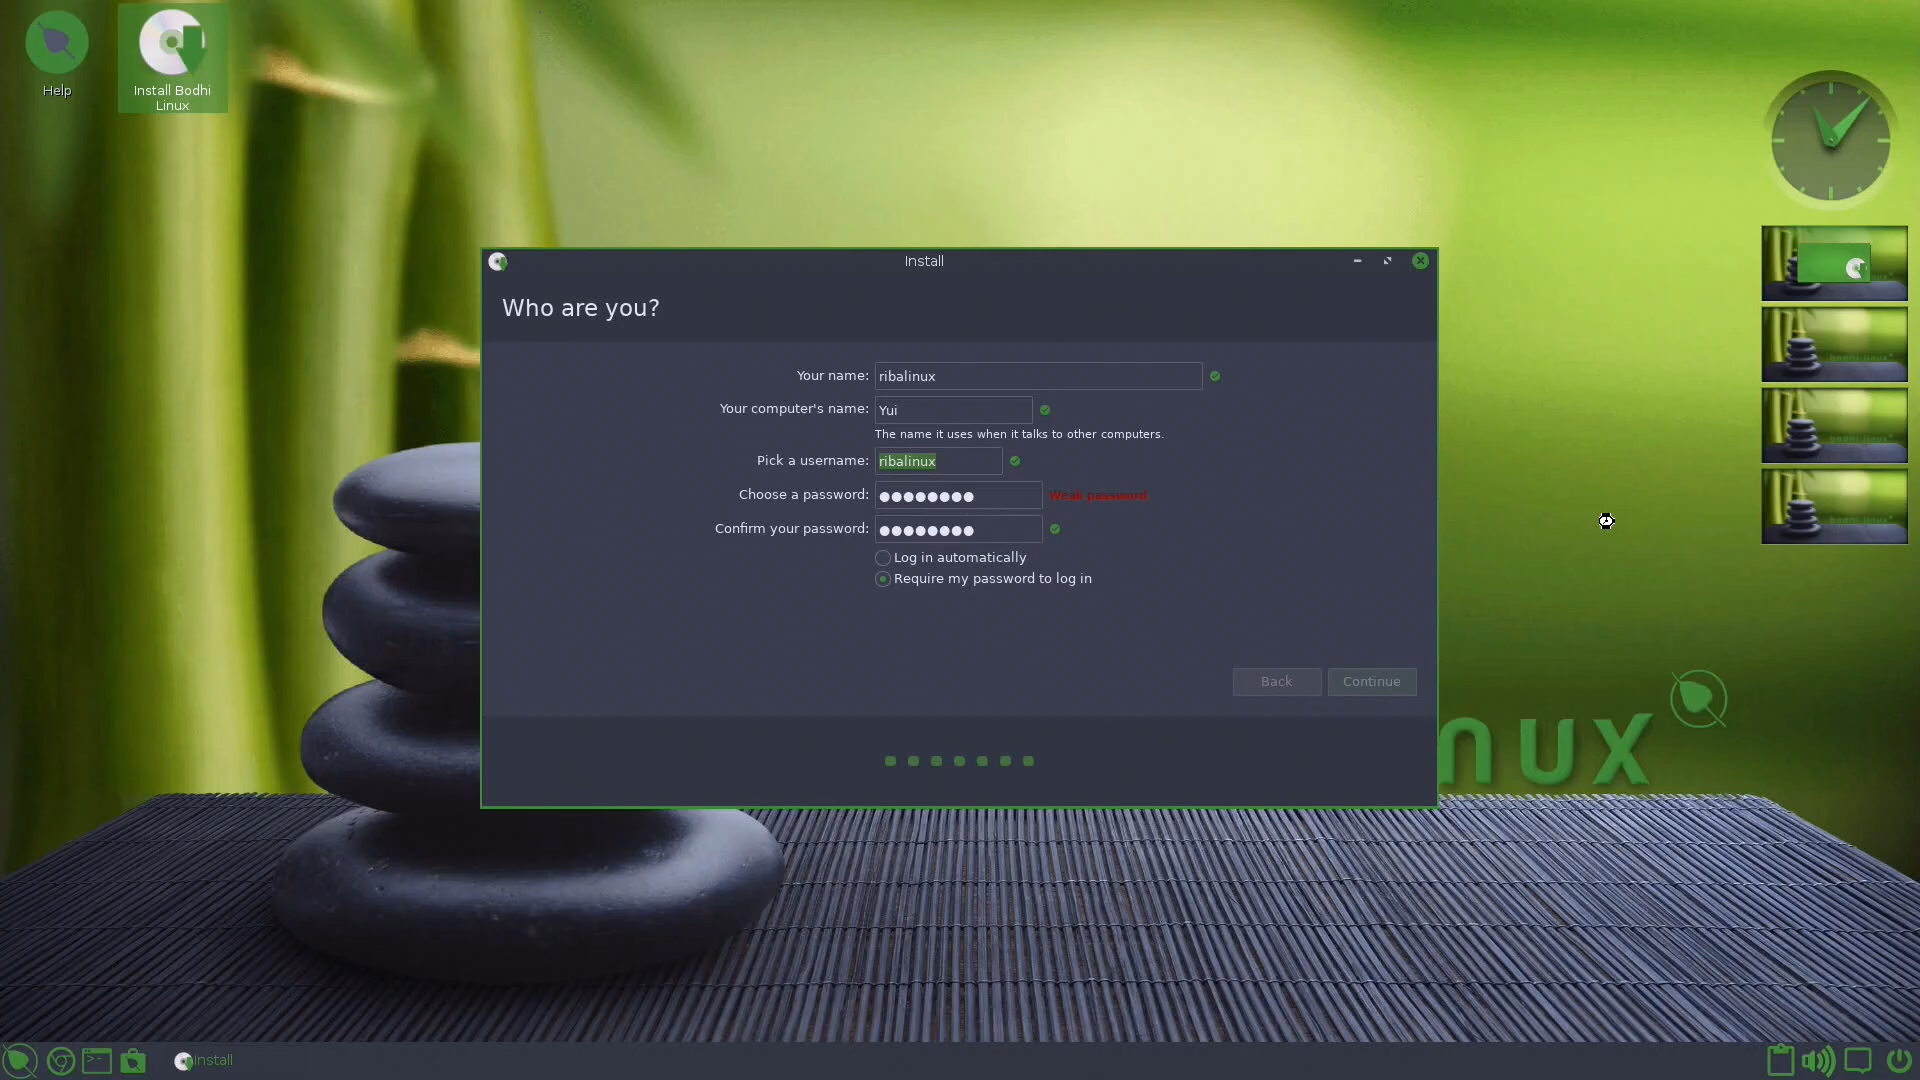 Help
Install Bodhi
Linux
Install
Who are you?
Your name: ribalinux
Your computer's name: Yui
The name it uses when it talks to other computers.
Pick a username: ribalinux
Choose a password: ●●●●●●●● Weak password
Confirm your password: ●●●●●●●●
Log in automatically
Require my password to log in
Back Continue
nux
Install